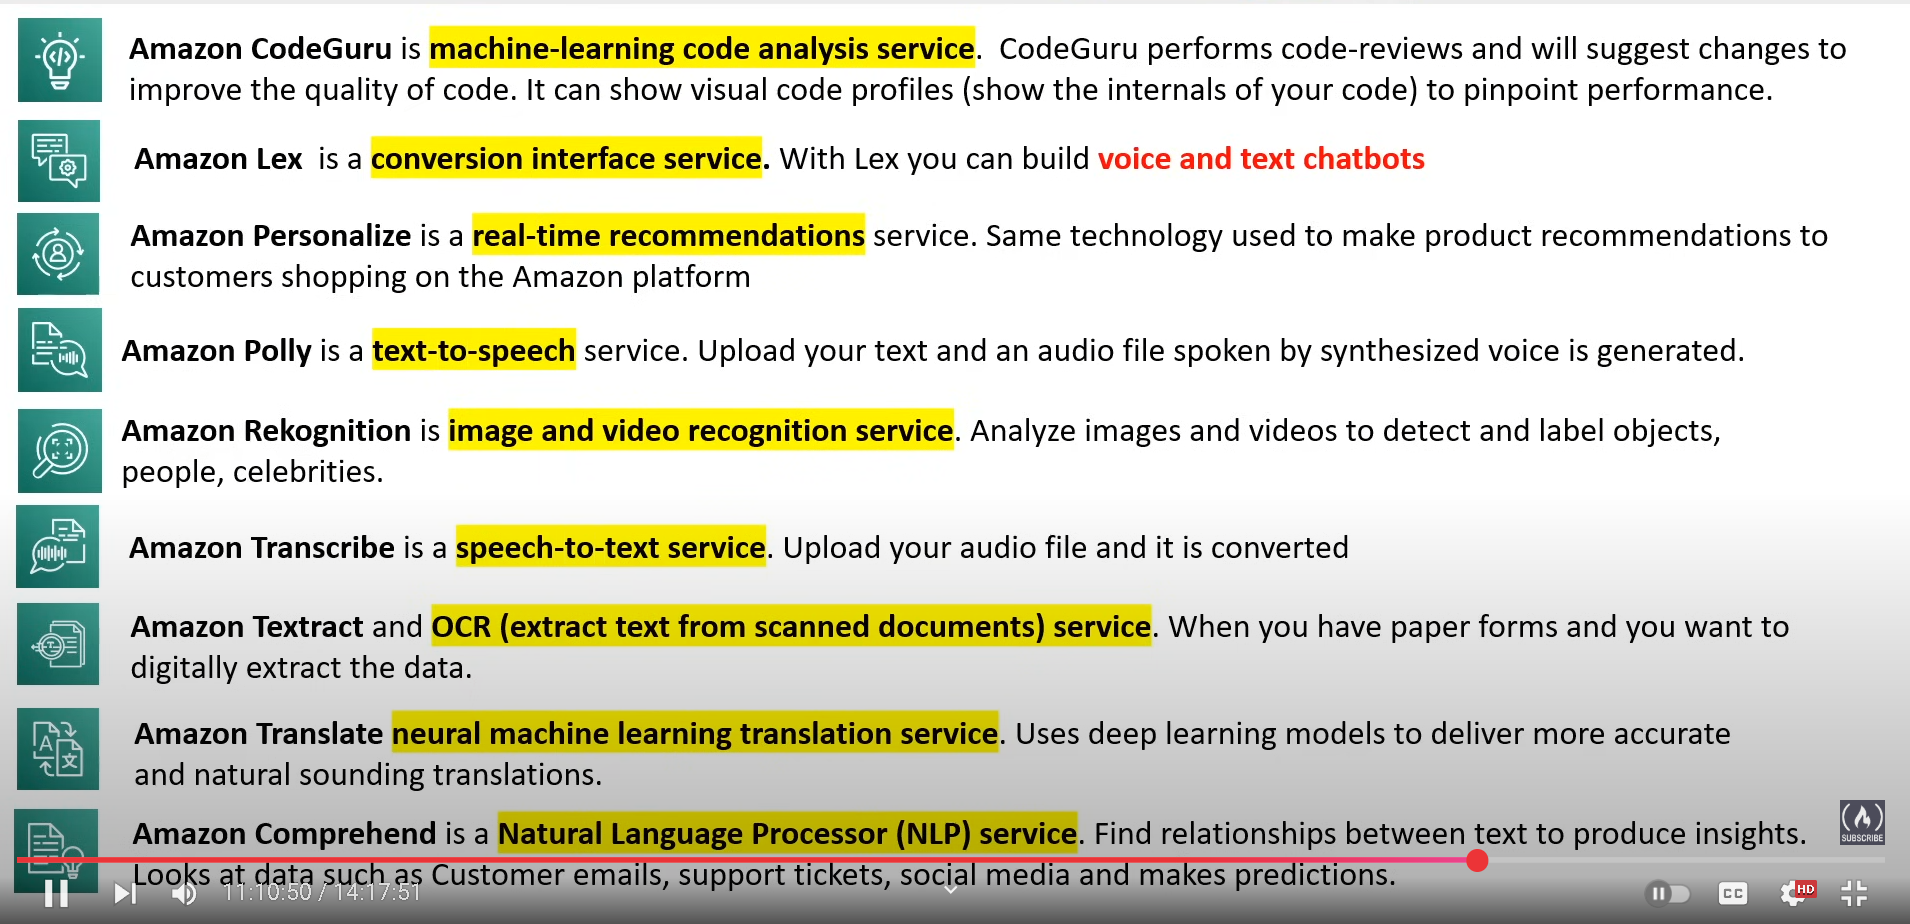 Amazon CodeGuru is machine-learning code analysis service. CodeGuru performs code-reviews and will suggest changes to
improve the quality of code. It can show visual code profiles (show the internals of your code) to pinpoint performance.
Amazon Lex is a conversion interface service. With Lex you can build voice and text chatbots
Amazon Personalize is a real-time recommendations service. Same technology used to make product recommendations to
customers shopping on the Amazon platform
Amazon Polly is a text-to-speech service. Upload your text and an audio file spoken by synthesized voice is generated.
Amazon Rekognition is image and video recognition service. Analyze images and videos to detect and label objects,
people, celebrities.
Amazon Transcribe is a speech-to-text service. Upload your audio file and it is converted
Amazon Textract and OCR (extract text from scanned documents) service. When you have paper forms and you want to
digitally extract the data.
Amazon Translate neural machine learning translation service. Uses deep learning models to deliver more accurate
and natural sounding translations.
SUBSCRIBE
Amazon Comprehend is a Natural Language Processor (NLP) service. Find relationships between text to produce insights.
Looks at data such as Customer emails, support tickets, social media and makes predictions.
11:10:50 / 14:17:51
CC
HD